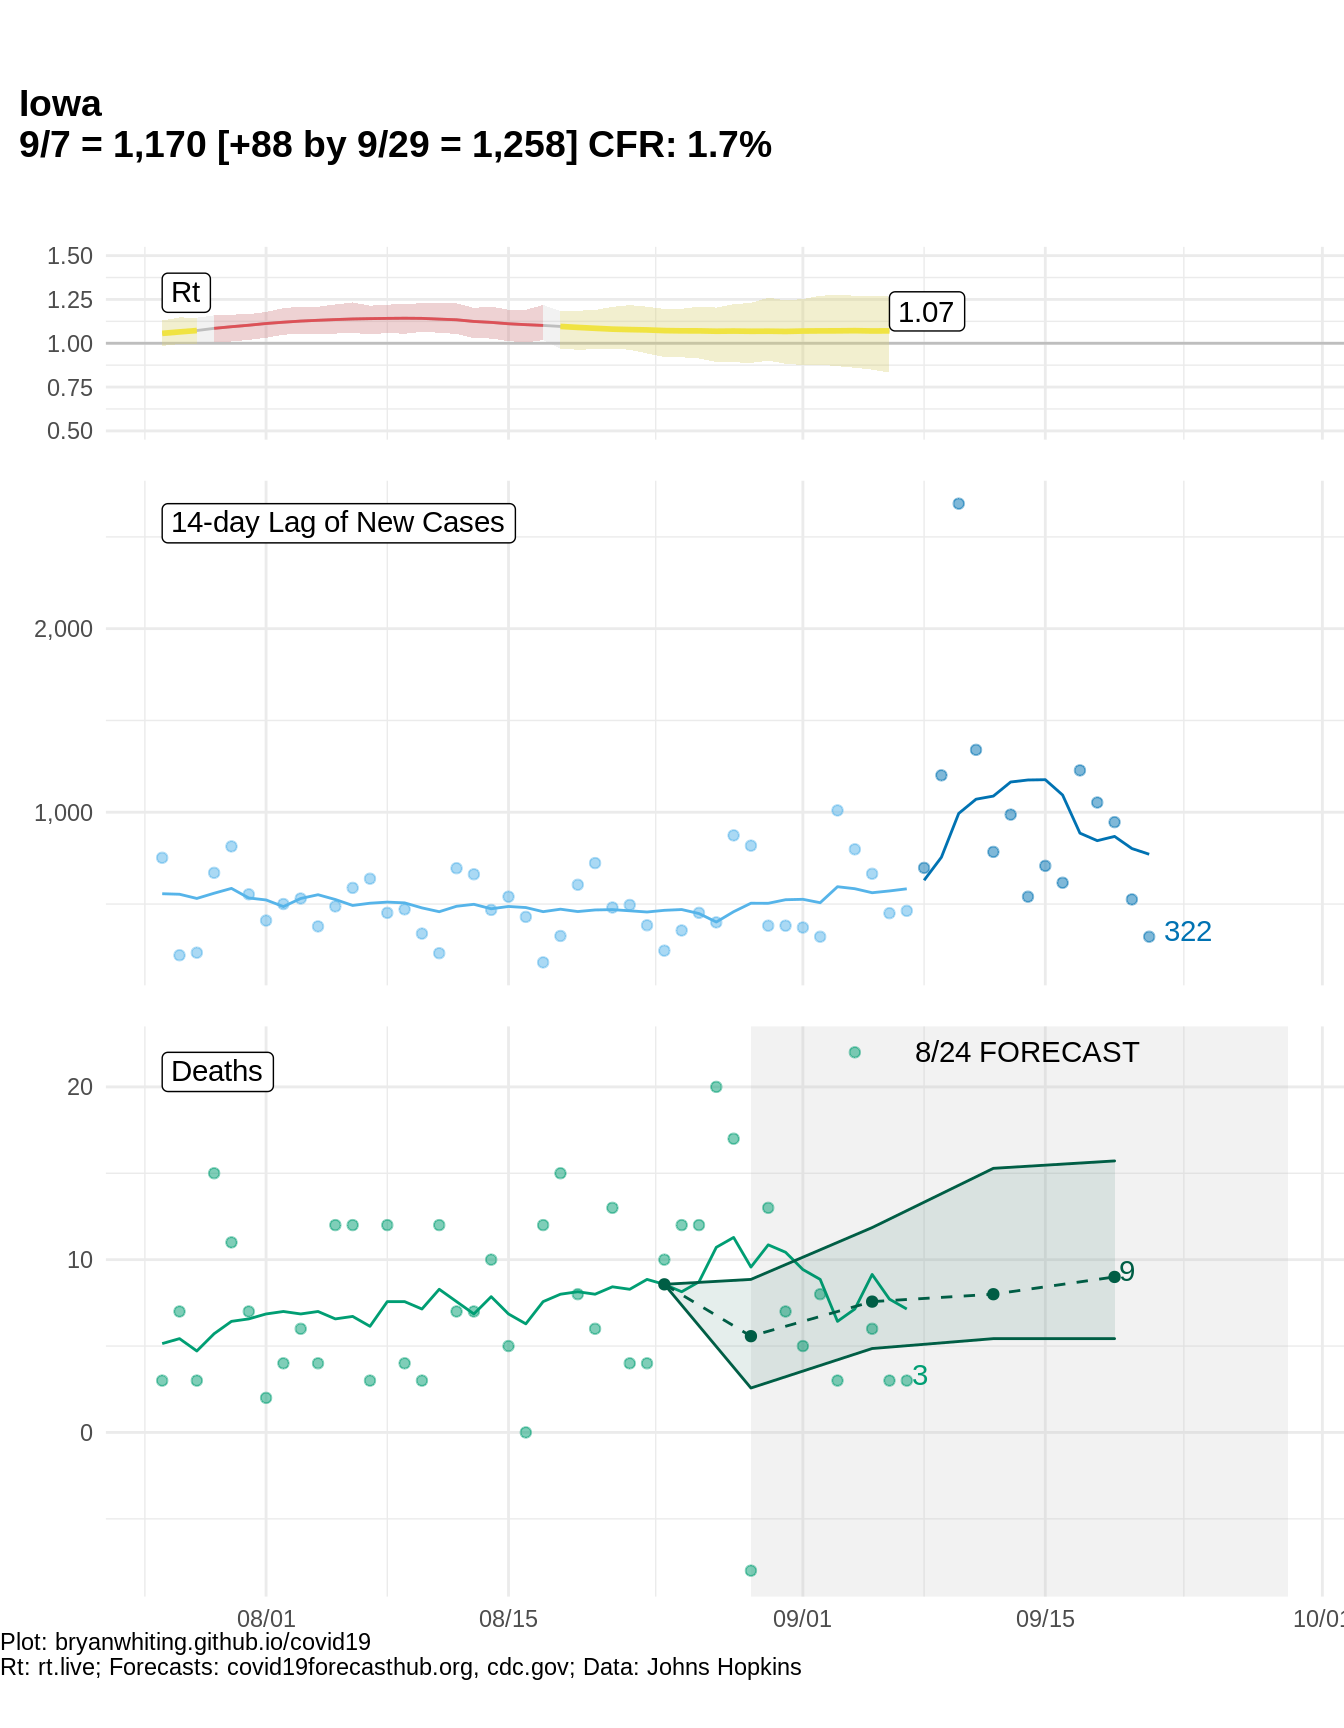 Iowa
9/7 = 1,170 [+88 by 9/29 = 1,258] CFR: 1.7%
1.50
1.25
1.00
0.75
0.50
Rt
1.07
14-day Lag of New Cases
2,000
1,000
322
Deaths
8/24 FORECAST
20
10
0
9
3
08/01
08/15
09/01
09/15
10/01
Plot: bryanwhiting.github.io/covid19
Rt: rt.live; Forecasts: covid19forecasthub.org, cdc.gov; Data: Johns Hopkins